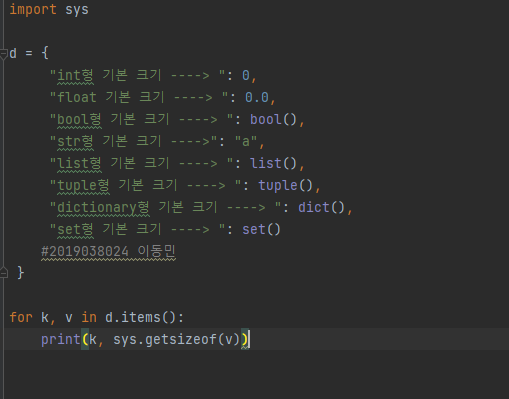 import sys
d = {
"int형 기본 크기 ----> ": 0,
"float 기본 크기 ----> ": 0.0,
"bool형 기본 크기 ----> ": bool(),
"str형 기본 크기 ---->": "a",
"list형 기본 크기 ----> ": list(),
"tuple형 기본 크기 ----> ": tuple(),
"dictionary형 기본 크기 ----> ": dict(),
"set형 기본 크기 ----> ": set()
#2019038024 이동민
}
for k, v in d.items():
print(k, sys.getsizeof(v))